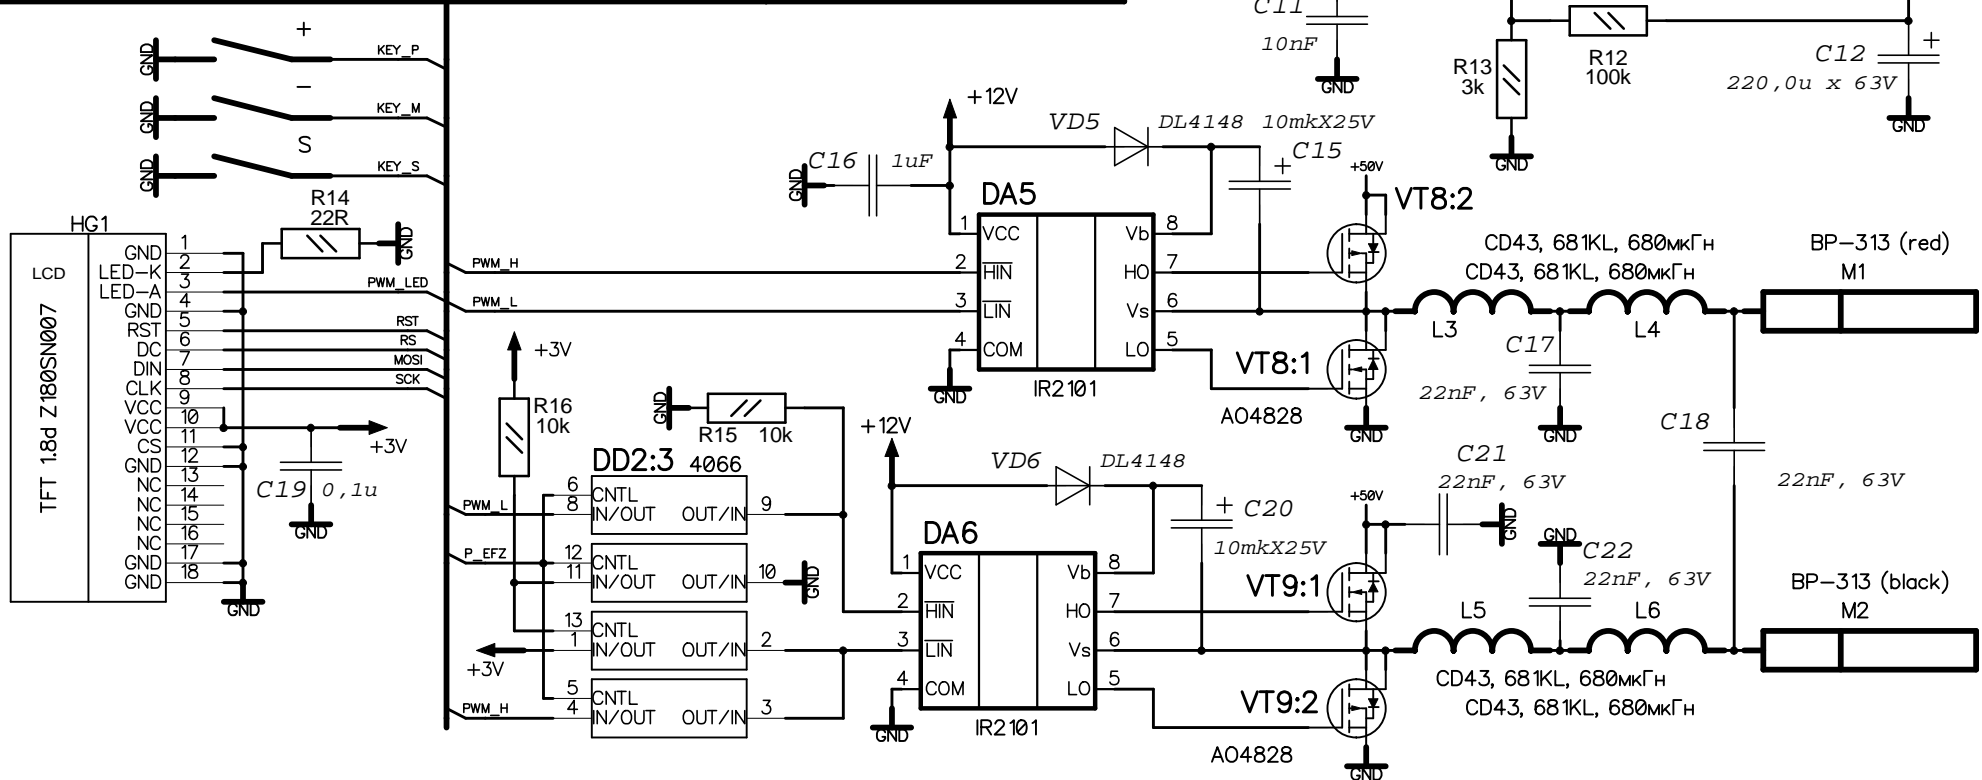 C11
10nF
GND
R12
100k
R13
3k
GND
C12
+
220,0u x 63V
GND
+
GND
KEY_P
−
GND
KEY_M
S
GND
KEY_S
R14
22R
GND
HG1
LCD
TFT 1.8d Z180SN007
GND 1
LED-K 2
LED-A 3
GND 4
RST 5
DC 6
DIN 7
CLK 8
VCC 9
VCC 10
CS 11
GND 12
NC 13
NC 14
NC 15
NC 16
GND 17
GND 18
GND
PWM_LED
RST
RS
MOSI
SCK
+3V
C19 0,1u
GND
PWM_H
PWM_L
+12V
C16 1uF
GND
VD5 DL4148
10mkX25V
+ C15
DA5
1 VCC Vb 8
2 HIN HO 7
3 LIN Vs 6
4 COM LO 5
GND
IR2101
+50V
VT8:2
VT8:1
AO4828
GND
CD43, 681KL, 680мкГн
CD43, 681KL, 680мкГн
L3
L4
C17
22nF, 63V
GND
BP-313 (red)
M1
C18
22nF, 63V
+3V
R16
10k
GND
R15 10k
DD2:3 4066
PWM_L
6 CNTL
8 IN/OUT OUT/IN 9
P_EFZ
12 CNTL
11 IN/OUT OUT/IN 10
GND
13 CNTL
1 IN/OUT OUT/IN 2
+3V
5 CNTL
PWM_H
4 IN/OUT OUT/IN 3
+12V
VD6 DL4148
+ C20
10mkX25V
DA6
1 VCC Vb 8
2 HIN HO 7
3 LIN Vs 6
4 COM LO 5
GND
IR2101
+50V
C21
22nF, 63V
GND
VT9:1
VT9:2
AO4828
GND
GND
C22
22nF, 63V
L5
L6
CD43, 681KL, 680мкГн
CD43, 681KL, 680мкГн
BP-313 (black)
M2